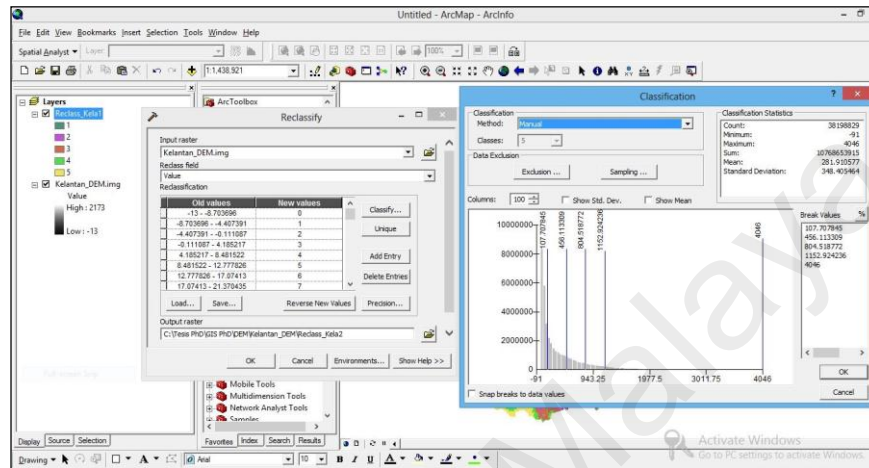 Untitled - ArcMap - ArcInfo
File Edit View Bookmarks Insert Selection Tools Window Help
Spatial Analyst Layer: 100%
1:1,438,921
Layers
Reclass_Kela1
1
2
3
4
5
Kelantan_DEM.img
Value
High : 2173
Low : -13
ArcToolbox
Reclassify
Input raster
Kelantan_DEM.img
Reclass field
Value
Reclassification
Old values New values
-13 - -8.703696 0
-8.703696 - -4.407391 1
-4.407391 - -0.111087 2
-0.111087 - 4.185217 3
4.185217 - 8.481522 4
8.481522 - 12.777826 5
12.777826 - 17.07413 6
17.07413 - 21.370435 7
Classify...
Unique
Add Entry
Delete Entries
Load... Save... Reverse New Values Precision...
Output raster
C:\Tesis PhD\GIS PhD\DEM\Kelantan_DEM\Reclass_Kela2
OK Cancel Environments... Show Help >>
Mobile Tools
Multidimension Tools
Network Analyst Tools
Samples
Display Source Selection
Favorites Index Search Results
Drawing Arial 10 B I U A
Classification
Classification
Method: Manual
Classes: 5
Data Exclusion
Exclusion ... Sampling ...
Classification Statistics
Count: 38198829
Minimum: -91
Maximum: 4046
Sum: 10768653915
Mean: 281.910577
Standard Deviation: 348.405464
Columns: 100 Show Std. Dev. Show Mean
Break Values %
107.707845
456.113309
804.518772
1152.924236
4046
10000000
8000000
6000000
4000000
2000000
0
107.707845
456.113309
804.518772
1152.924236
4046
-91 943.25 1977.5 3011.75 4046
Snap breaks to data values
OK
Cancel
Activate Windows
Go to PC settings to activate Windows.
Malaya